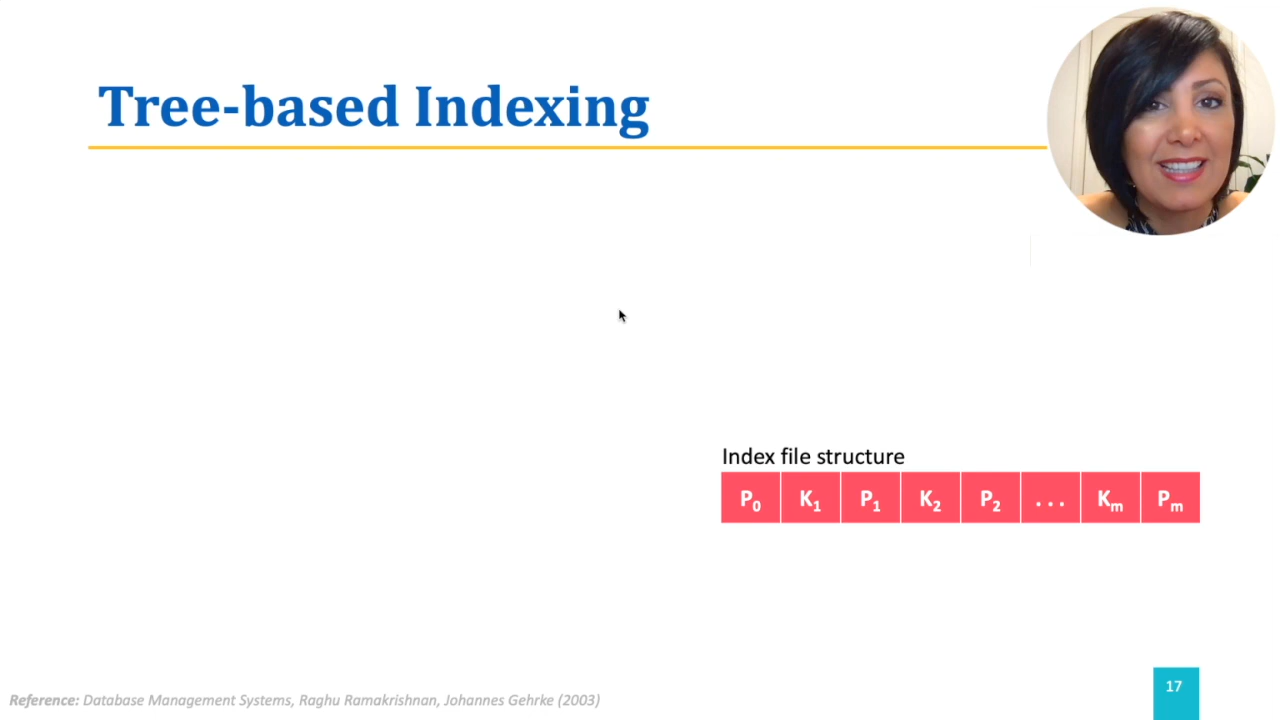 Tree-based Indexing
Index file structure
P₀ K₁ P₁ K₂ P₂ ... Kₘ Pₘ
17
Reference: Database Management Systems, Raghu Ramakrishnan, Johannes Gehrke (2003)